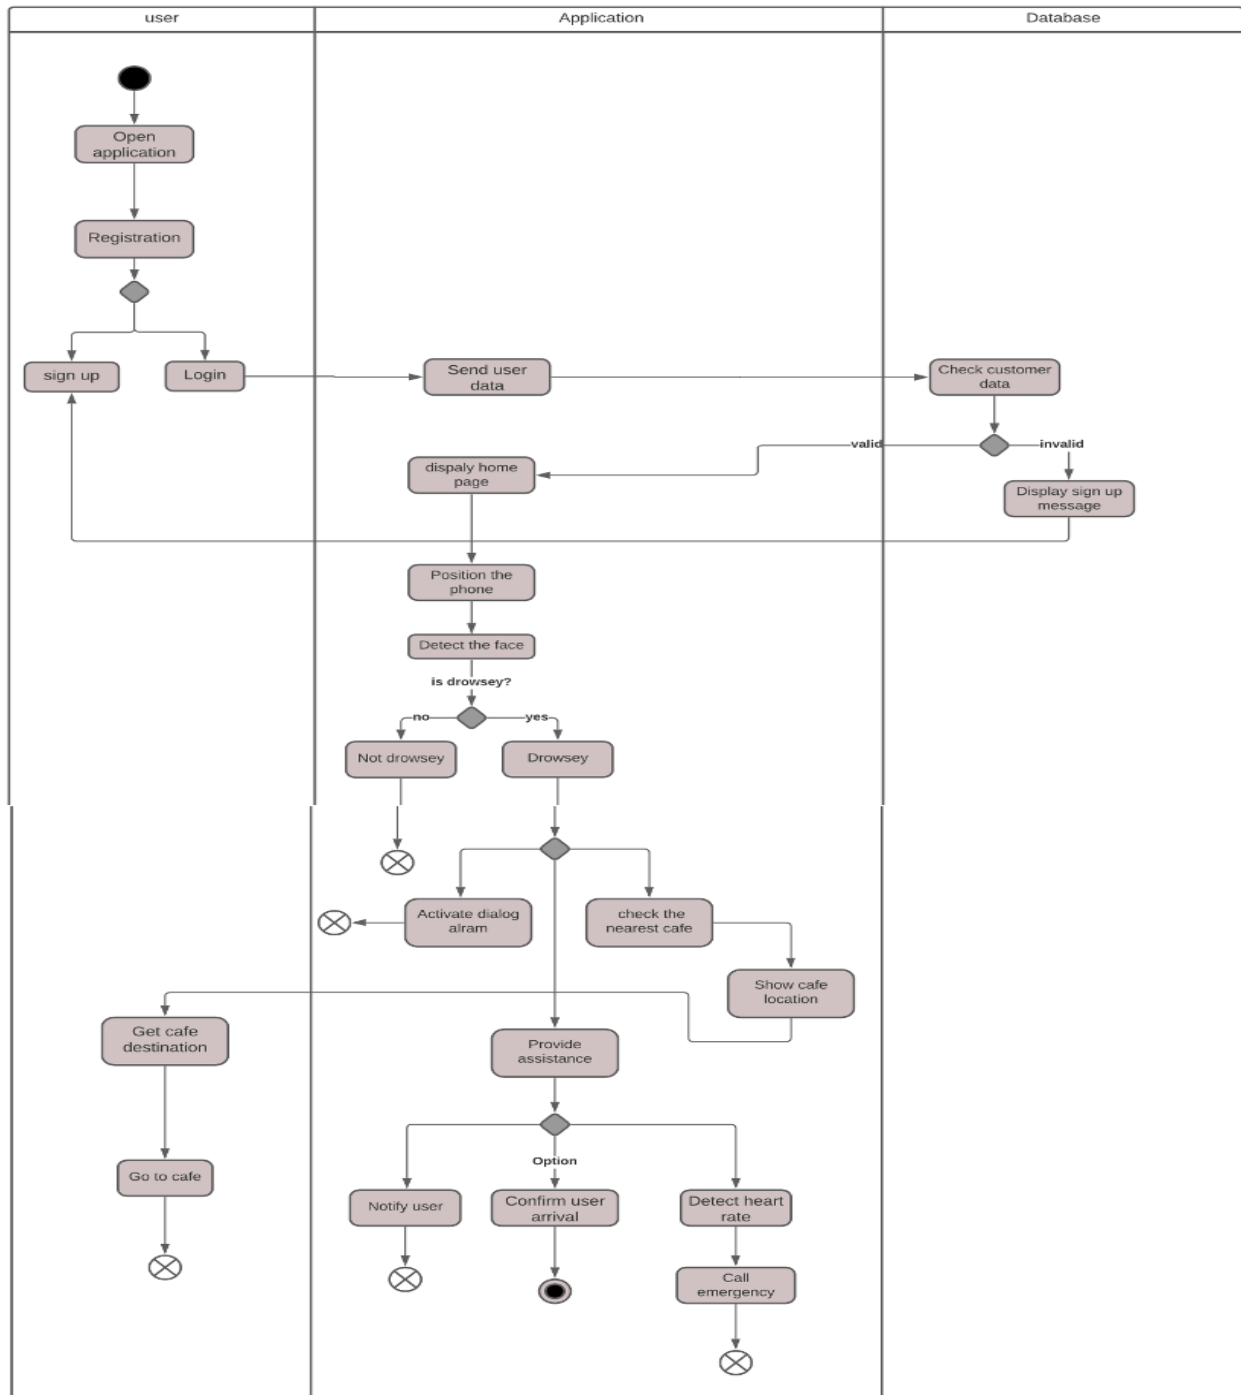 user
Application
Database
Open
application
Registration
sign up
Login
Send user
data
Check customer
data
valid
invalid
dispaly home
page
Display sign up
message
Position the
phone
Detect the face
is drowsey?
no
yes
Not drowsey
Drowsey
Activate dialog
alram
check the
nearest cafe
Show cafe
location
Get cafe
destination
Provide
assistance
Go to cafe
Option
Notify user
Confirm user
arrival
Detect heart
rate
Call
emergency